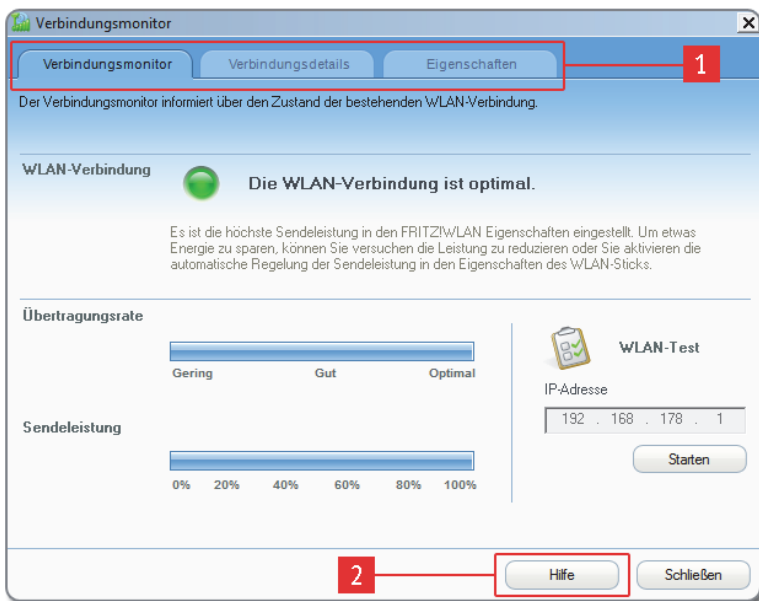 Verbindungsmonitor
Verbindungsmonitor
Verbindungsdetails
Eigenschaften
1
Der Verbindungsmonitor informiert über den Zustand der bestehenden WLAN-Verbindung.
WLAN-Verbindung
Die WLAN-Verbindung ist optimal.
Es ist die höchste Sendeleistung in den FRITZ!WLAN Eigenschaften eingestellt. Um etwas
Energie zu sparen, können Sie versuchen die Leistung zu reduzieren oder Sie aktivieren die
automatische Regelung der Sendeleistung in den Eigenschaften des WLAN-Sticks.
Übertragungsrate
Gering Gut Optimal
Sendeleistung
0% 20% 40% 60% 80% 100%
WLAN-Test
IP-Adresse
192 . 168 . 178 . 1
Starten
2
Hilfe
Schließen